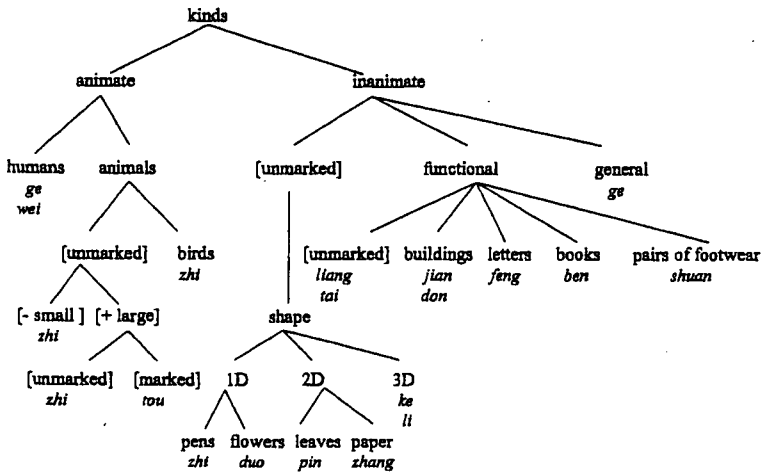 kinds
animate inanimate
humans animals [unmarked] functional general
ge ge
wei
[unmarked] birds [unmarked] buildings letters books pairs of footwear
zhi liang jian feng ben shuan
tai don
[- small ] [+ large] shape
zhi
[unmarked] [marked] 1D 2D 3D
zhi tou ke
li
pens flowers leaves paper
zhi duo pin zhang